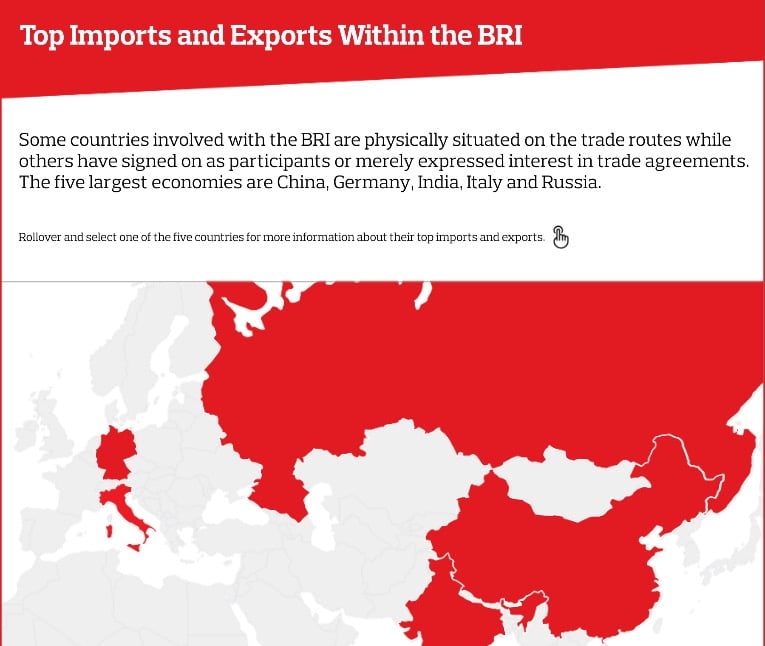 Top Imports and Exports Within the BRI
Some countries involved with the BRI are physically situated on the trade routes while
others have signed on as participants or merely expressed interest in trade agreements.
The five largest economies are China, Germany, India, Italy and Russia.
Rollover and select one of the five countries for more information about their top imports and exports.